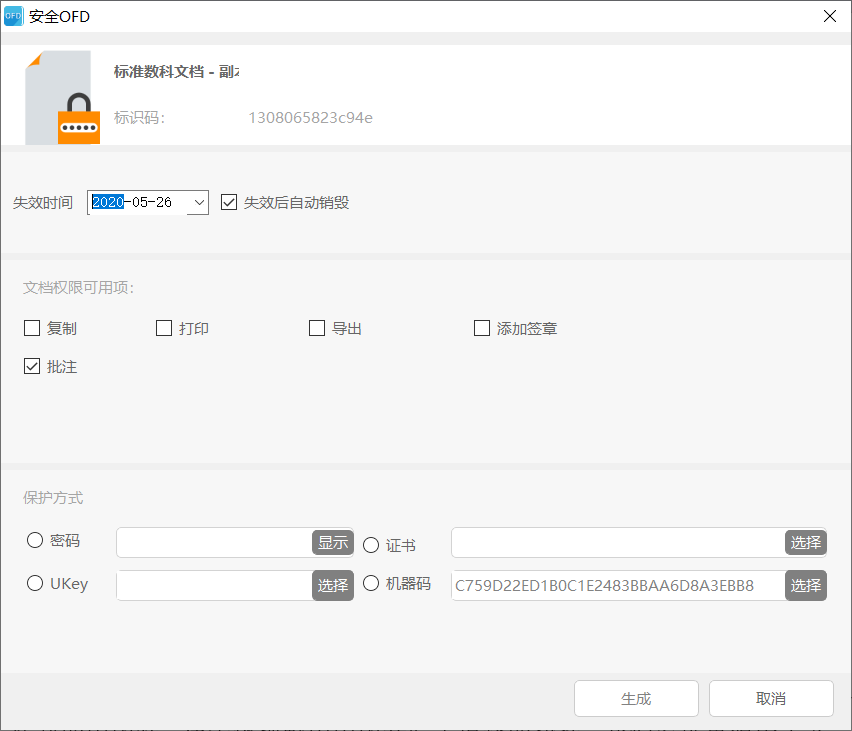 OFD 安全OFD
标准数科文档 - 副
标识码： 1308065823c94e
失效时间 2020-05-26 失效后自动销毁
文档权限可用项：
复制 打印 导出 添加签章
批注
保护方式
密码 显示 证书 选择
UKey 选择 机器码 C759D22ED1B0C1E2483BBAA6D8A3EBB8 选择
生成 取消